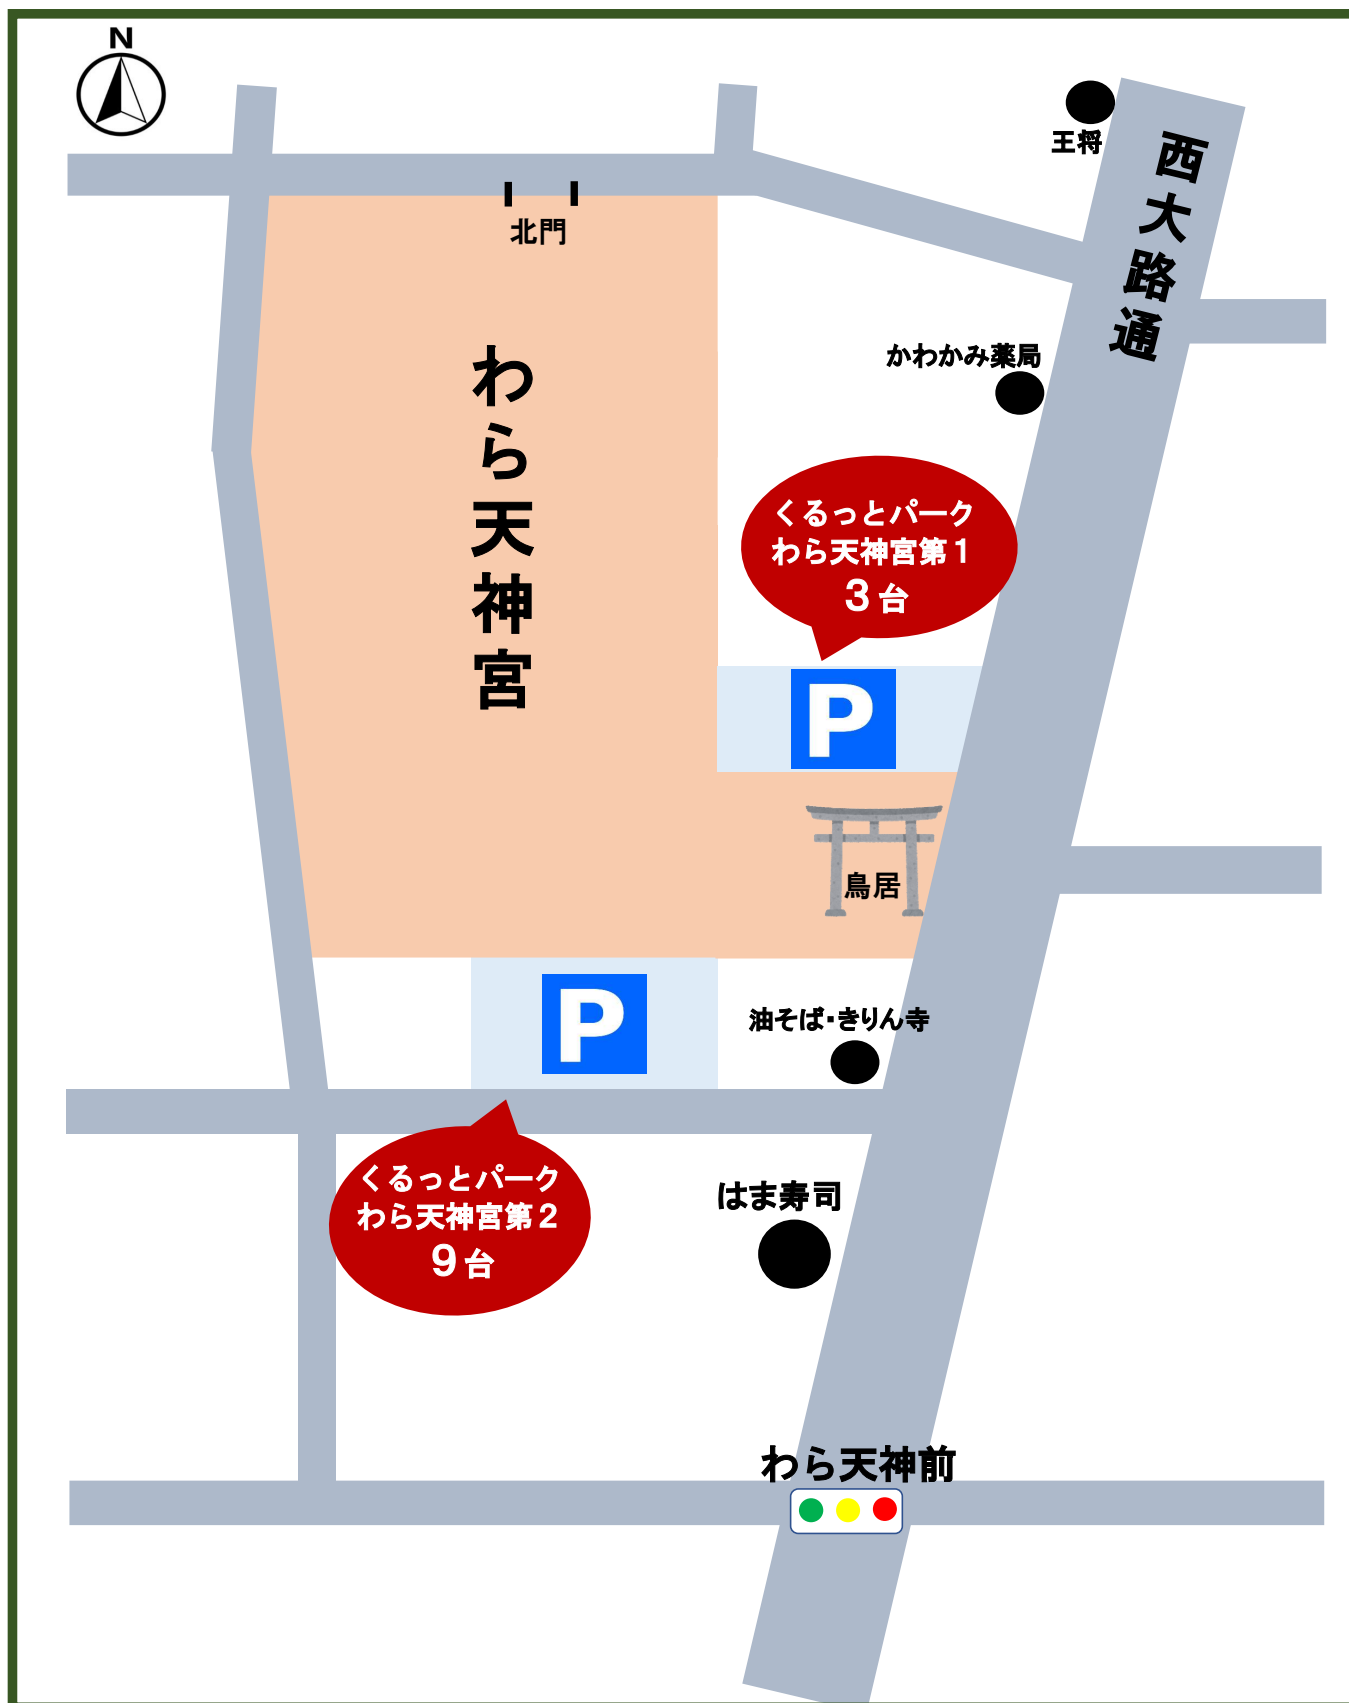 N
王将
西大路通
北門
わら天神宮
かわかみ薬局
くるっとパーク
わら天神宮第１
３台
P
鳥居
P
油そば・きりん寺
くるっとパーク
わら天神宮第２
９台
はま寿司
わら天神前